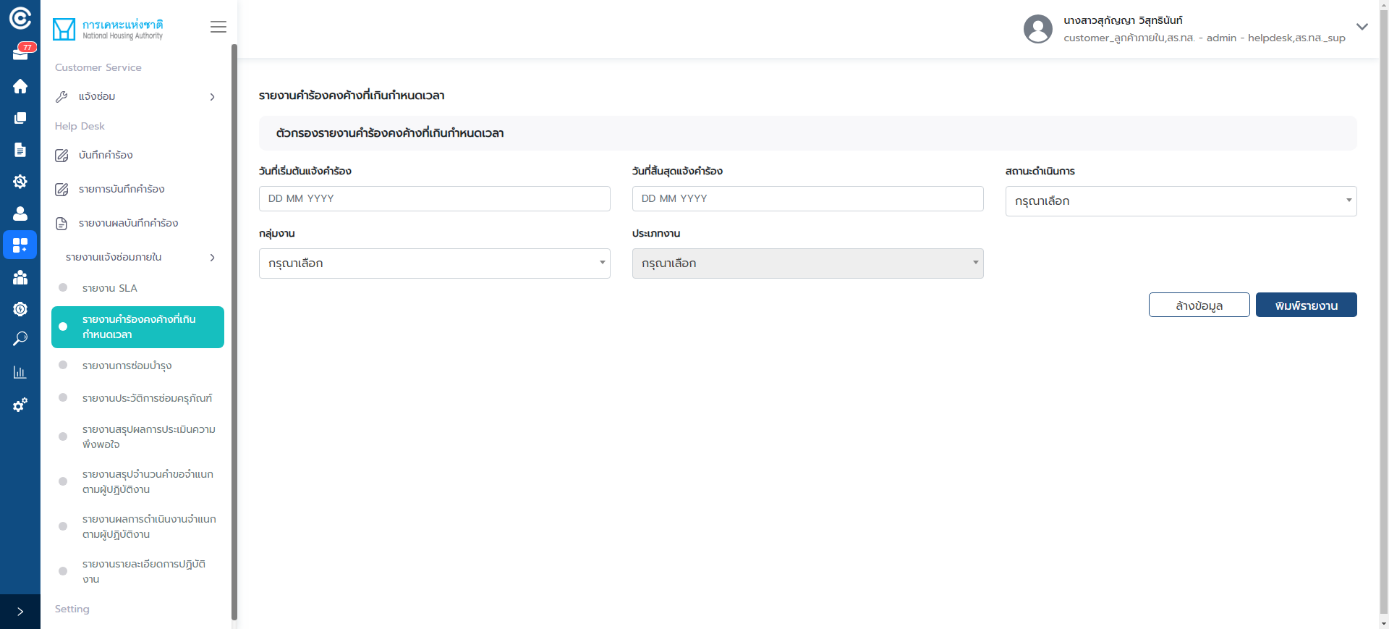 77
การเคหะแห่งชาติ
National Housing Authority
Customer Service
แจ้งซ่อม
Help Desk
บันทึกคำร้อง
รายการบันทึกคำร้อง
รายงานผลบันทึกคำร้อง
รายงานแจ้งซ่อมภายใน
รายงาน SLA
รายงานคำร้องคงค้างที่เกิน
กำหนดเวลา
รายงานการซ่อมบำรุง
รายงานประวัติการซ่อมครุภัณฑ์
รายงานสรุปผลการประเมินความ
พึงพอใจ
รายงานสรุปจำนวนคำขอจำแนก
ตามผู้ปฏิบัติงาน
รายงานผลการดำเนินงานจำแนก
ตามผู้ปฏิบัติงาน
รายงานรายละเอียดการปฏิบัติ
งาน
Setting
นางสาวสุกัญญา วิสุทธินันท์
customer_ลูกค้าภายใน,สร.ทส. - admin - helpdesk,สร.ทส._sup
รายงานคำร้องคงค้างที่เกินกำหนดเวลา
ตัวกรองรายงานคำร้องคงค้างที่เกินกำหนดเวลา
วันที่เริ่มต้นแจ้งคำร้อง
วันที่สิ้นสุดแจ้งคำร้อง
สถานะดำเนินการ
DD MM YYYY
DD MM YYYY
กรุณาเลือก
กลุ่มงาน
ประเภทงาน
กรุณาเลือก
กรุณาเลือก
ล้างข้อมูล
พิมพ์รายงาน